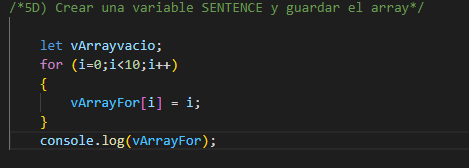 /*5D) Crear una variable SENTENCE y guardar el array*/
let vArrayvacio;
for (i=0;i<10;i++)
{
vArrayFor[i] = i;
}
console.log(vArrayFor);